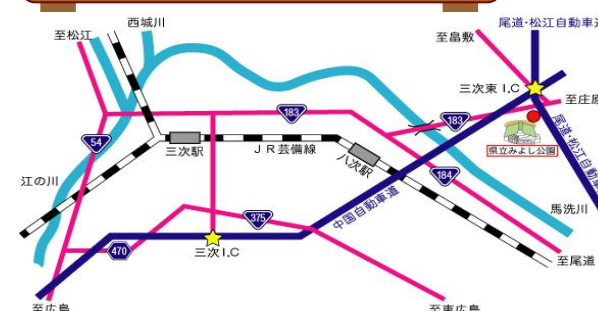 西城川
尾道・松江自動車道
至松江
至畠敷
三次東 I.C
至庄原
183
183
54
三次駅
JR芸備線
八次駅
県立みよし公園
尾道・松江自動車
江の川
184
375
中国自動車道
馬洗川
470
三次I.C
至尾道
至広島
至東広島